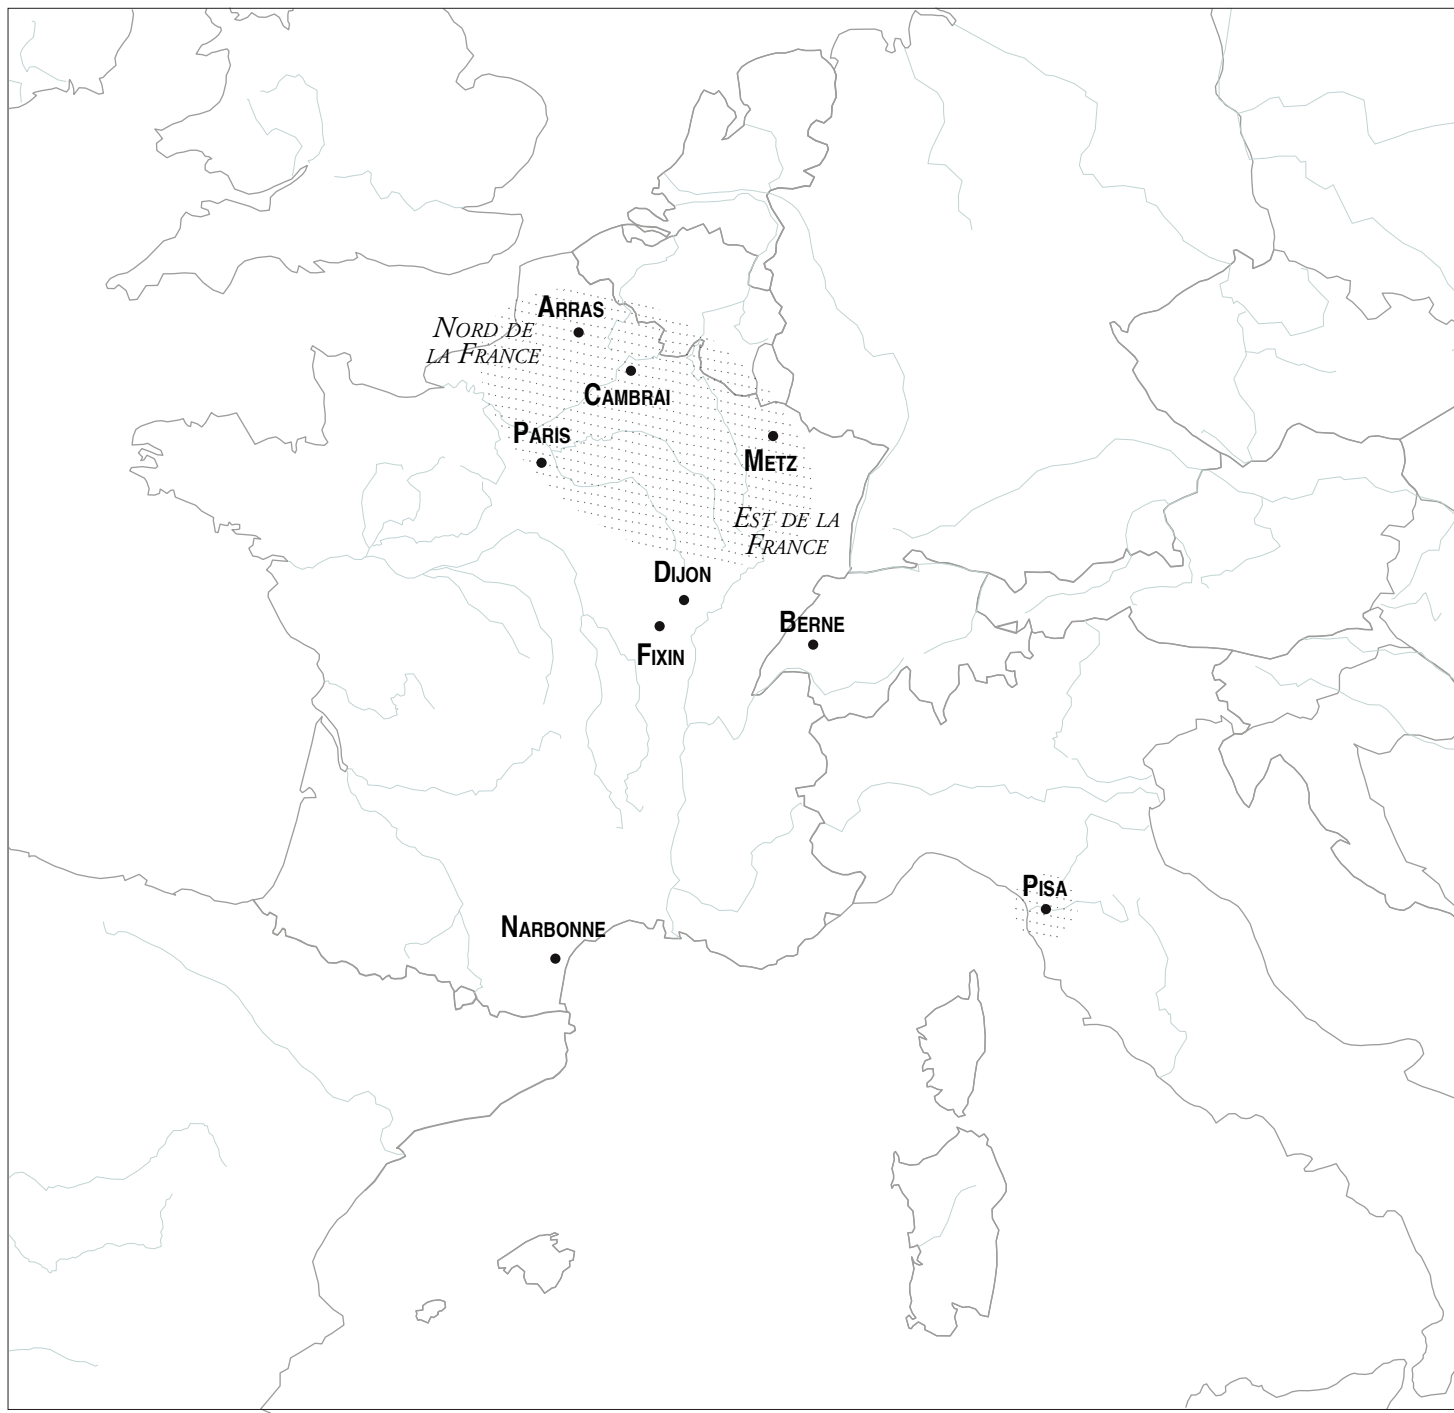 ARRAS
NORD DE
LA FRANCE
CAMBRAI
PARIS
METZ
EST DE LA
FRANCE
DIJON
BERNE
FIXIN
PISA
NARBONNE